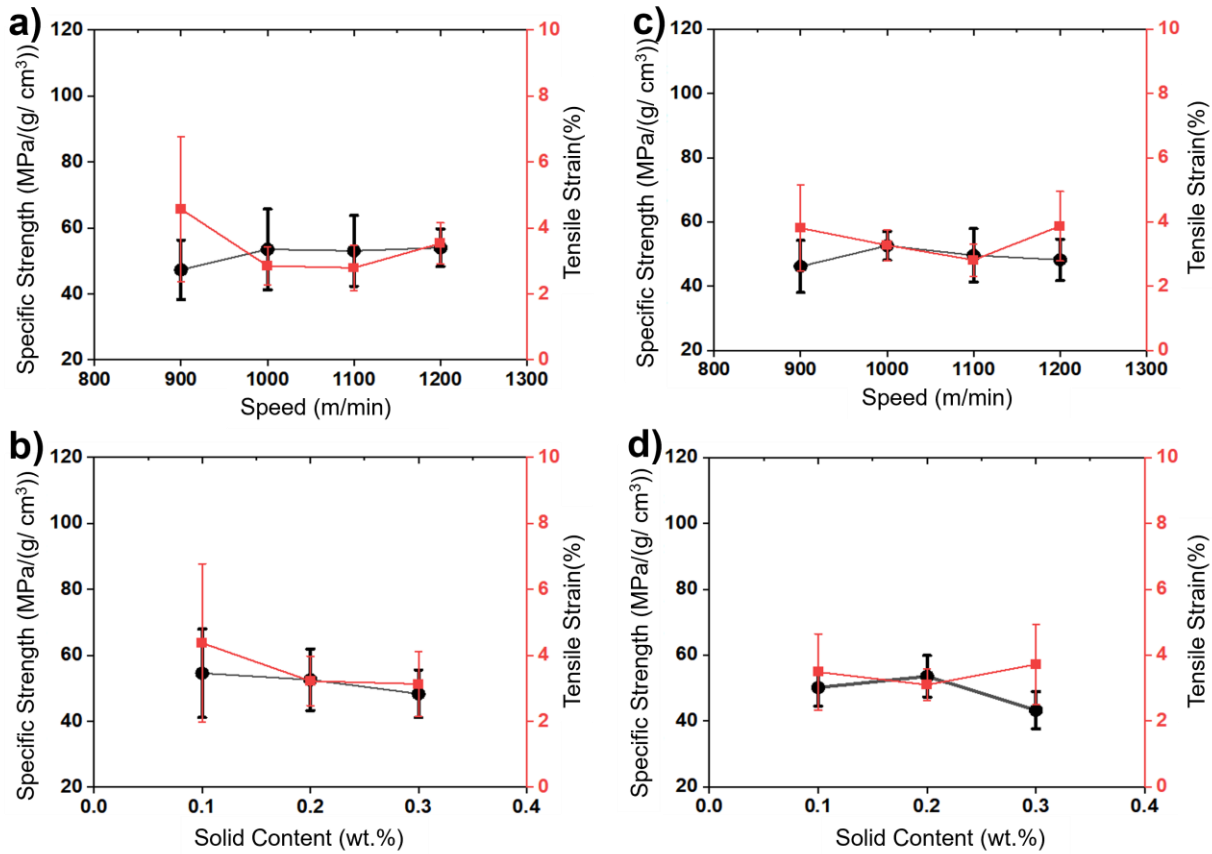 a)
120
100
80
60
40
20
10
8
6
4
2
0
800 900 1000 1100 1200 1300
Speed (m/min)
Specific Strength (MPa/(g/ cm³))
Tensile Strain(%)
c)
120
100
80
60
40
20
10
8
6
4
2
0
800 900 1000 1100 1200 1300
Speed (m/min)
Specific Strength (MPa/(g/ cm³))
Tensile Strain(%)
b)
120
100
80
60
40
20
10
8
6
4
2
0
0.0 0.1 0.2 0.3 0.4
Solid Content (wt.%)
Specific Strength (MPa/(g/ cm³))
Tensile Strain(%)
d)
120
100
80
60
40
20
10
8
6
4
2
0
0.0 0.1 0.2 0.3 0.4
Solid Content (wt.%)
Specific Strength (MPa/(g/ cm³))
Tensile Strain(%)